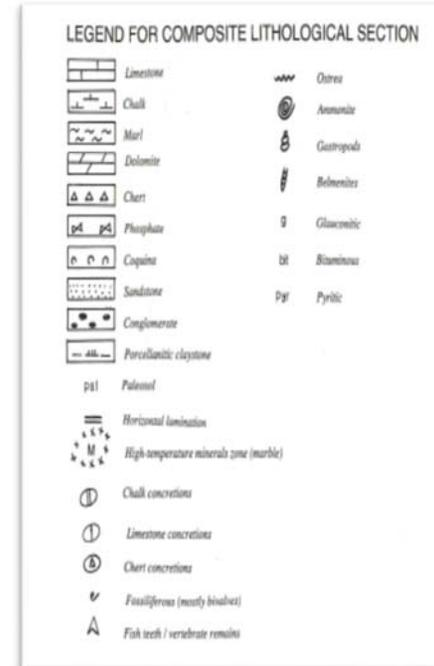 LEGEND FOR COMPOSITE LITHOLOGICAL SECTION
Limestone
Chalk
Marl
Dolomite
Chert
Phosphate
Coquina
Sandstone
Conglomerate
Porcellanitic claystone
pal Paleosol
Horizontal lamination
M High-temperature minerals zone (marble)
Chalk concretions
Limestone concretions
Chert concretions
Fossiliferous (mostly bivalves)
Fish teeth / vertebrate remains
Ostrea
Ammonite
Gastropods
Belmenites
g Glauconitic
bit Bituminous
Pyritic